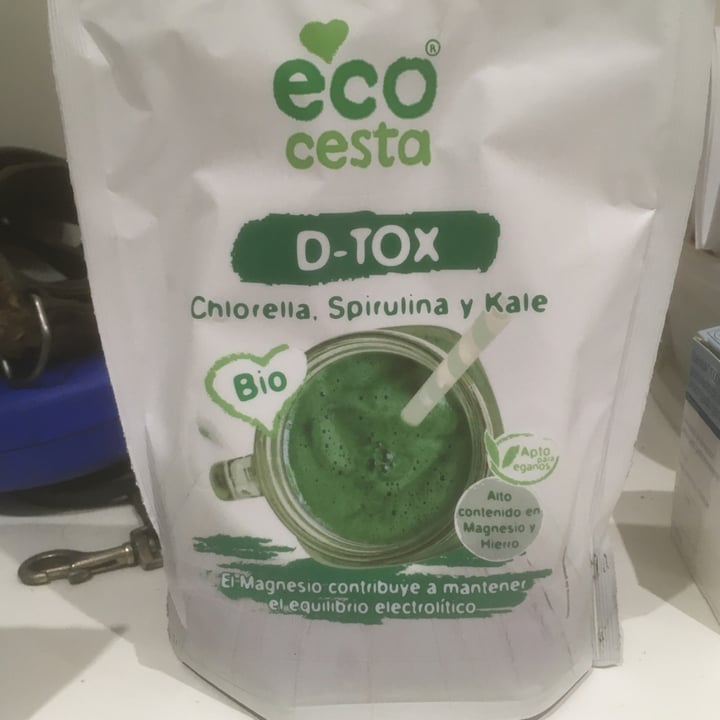 eco®
cesta
D-TOX
Chlorella, Spirulina y Kale
Bio
Apto
para
veganos
Alto
contenido en
Magnesio y
Hierro
El Magnesio contribuye a mantener
el equilibrio electrolítico